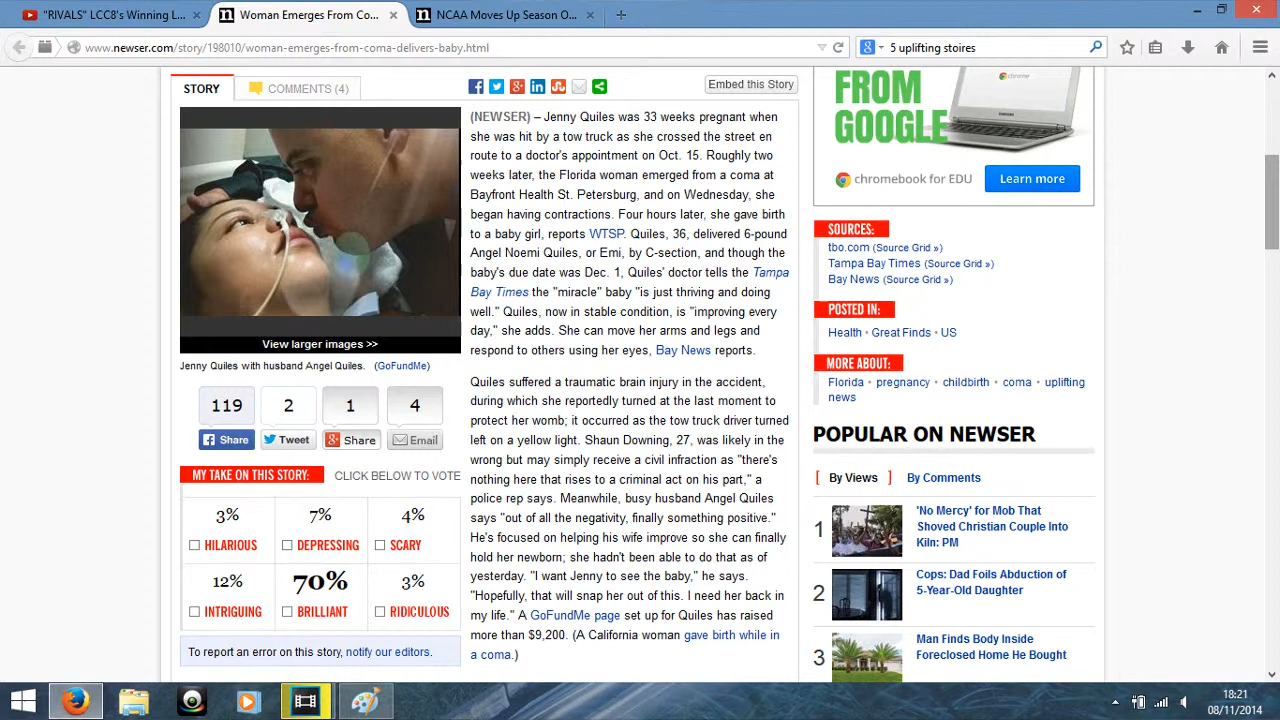 "RIVALS" LCC8's Winning L...
Woman Emerges From Co...
NCAA Moves Up Season O...
www.newser.com/story/198010/woman-emerges-from-coma-delivers-baby.html
5 uplifting stoires
STORY
COMMENTS (4)
Embed this Story
(NEWSER) – Jenny Quiles was 33 weeks pregnant when
she was hit by a tow truck as she crossed the street en
route to a doctor's appointment on Oct. 15. Roughly two
weeks later, the Florida woman emerged from a coma at
Bayfront Health St. Petersburg, and on Wednesday, she
began having contractions. Four hours later, she gave birth
to a baby girl, reports WTSP. Quiles, 36, delivered 6-pound
Angel Noemi Quiles, or Emi, by C-section, and though the
baby's due date was Dec. 1, Quiles' doctor tells the Tampa
Bay Times the "miracle" baby "is just thriving and doing
well." Quiles, now in stable condition, is "improving every
day," she adds. She can move her arms and legs and
respond to others using her eyes, Bay News reports.
Quiles suffered a traumatic brain injury in the accident,
during which she reportedly turned at the last moment to
protect her womb; it occurred as the tow truck driver turned
left on a yellow light. Shaun Downing, 27, was likely in the
wrong but may simply receive a civil infraction as "there's
nothing here that rises to a criminal act on his part," a
police rep says. Meanwhile, busy husband Angel Quiles
says "out of all the negativity, finally something positive."
He's focused on helping his wife improve so she can finally
hold her newborn; she hadn't been able to do that as of
yesterday. "I want Jenny to see the baby," he says.
"Hopefully, that will snap her out of this. I need her back in
my life." A GoFundMe page set up for Quiles has raised
more than $9,200. (A California woman gave birth while in
a coma.)
View larger images >>
Jenny Quiles with husband Angel Quiles. (GoFundMe)
119 2 1 4
Share Tweet Share Email
MY TAKE ON THIS STORY: CLICK BELOW TO VOTE
3% 7% 4%
HILARIOUS DEPRESSING SCARY
12% 70% 3%
INTRIGUING BRILLIANT RIDICULOUS
To report an error on this story, notify our editors.
FROM
GOOGLE
chrome
chromebook for EDU
Learn more
SOURCES:
tbo.com (Source Grid »)
Tampa Bay Times (Source Grid »)
Bay News (Source Grid »)
POSTED IN:
Health • Great Finds • US
MORE ABOUT:
Florida • pregnancy • childbirth • coma • uplifting
news
POPULAR ON NEWSER
[ By Views ] By Comments
1
'No Mercy' for Mob That
Shoved Christian Couple Into
Kiln: PM
2
Cops: Dad Foils Abduction of
5-Year-Old Daughter
3
Man Finds Body Inside
Foreclosed Home He Bought
18:21
08/11/2014